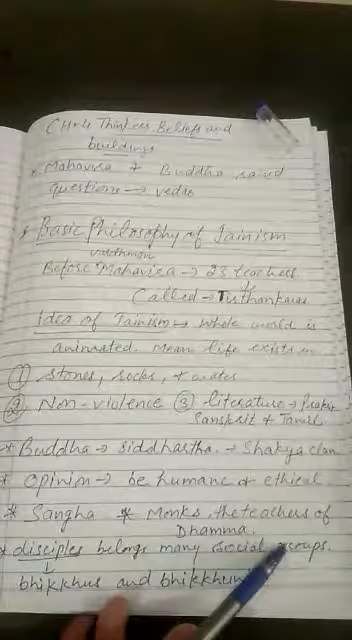 CH-4 Thinkers Beliefs and
buildings
* Mahavira + Buddha raised
questions → vedas
* Basic Philosophy of Jainism
vardhman
Before Mahavira → 23 teachers
↓
Called → Tirthankaras
idea of Jainism → whole world is
animated. Mean life exists in
① stones, rocks, + water
② Non-violence ③ literature → Prakrit
Sanskrit + Tamil
* Buddha → Siddhartha → Shakya clan
* opinion → be humane + ethical
* Sangha * Monks, the teachers of
Dhamma.
* disciples belongs many social groups.
↓
bhikkhus and bhikkhuni